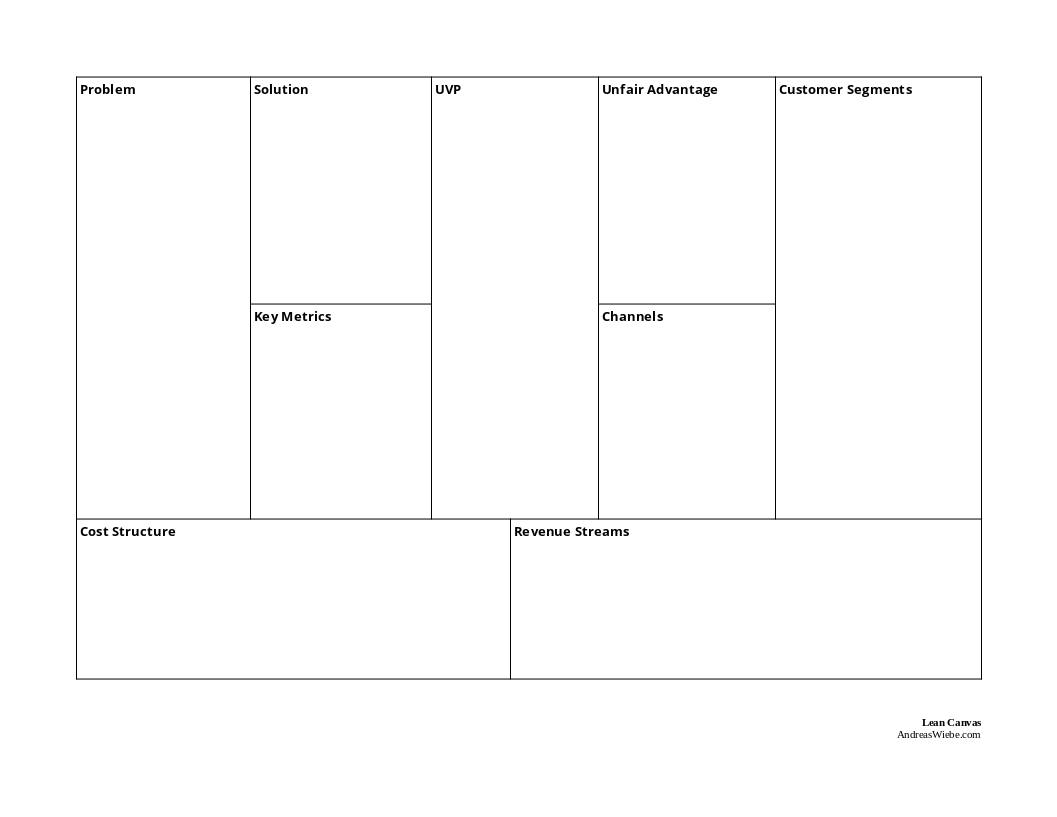 Problem
Solution
UVP
Unfair Advantage
Customer Segments
Key Metrics
Channels
Cost Structure
Revenue Streams
Lean Canvas
AndreasWiebe.com